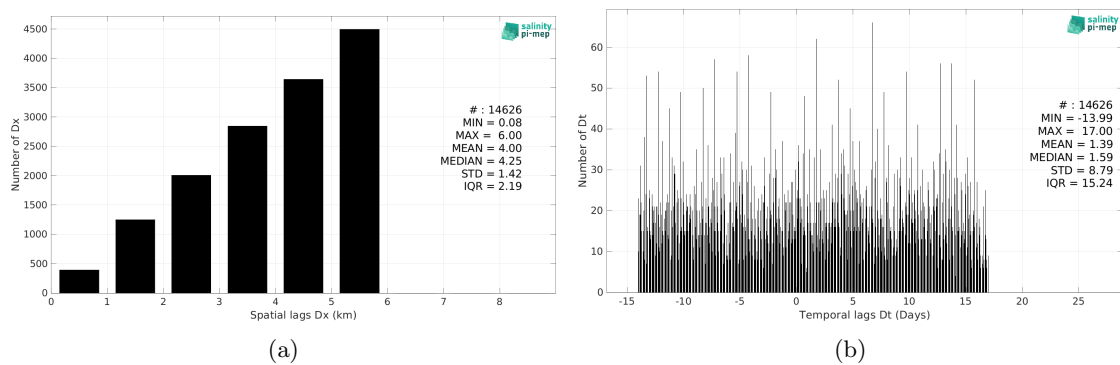 4500
4000
3500
3000
2500
2000
1500
1000
500
0
Number of Dx
0 1 2 3 4 5 6 7 8
Spatial lags Dx (km)
salinity
pi-mep
# : 14626
MIN = 0.08
MAX = 6.00
MEAN = 4.00
MEDIAN = 4.25
STD = 1.42
IQR = 2.19
(a)
60
50
40
30
20
10
0
Number of Dt
-15 -10 -5 0 5 10 15 20 25
Temporal lags Dt (Days)
salinity
pi-mep
# : 14626
MIN = -13.99
MAX = 17.00
MEAN = 1.39
MEDIAN = 1.59
STD = 8.79
IQR = 15.24
(b)